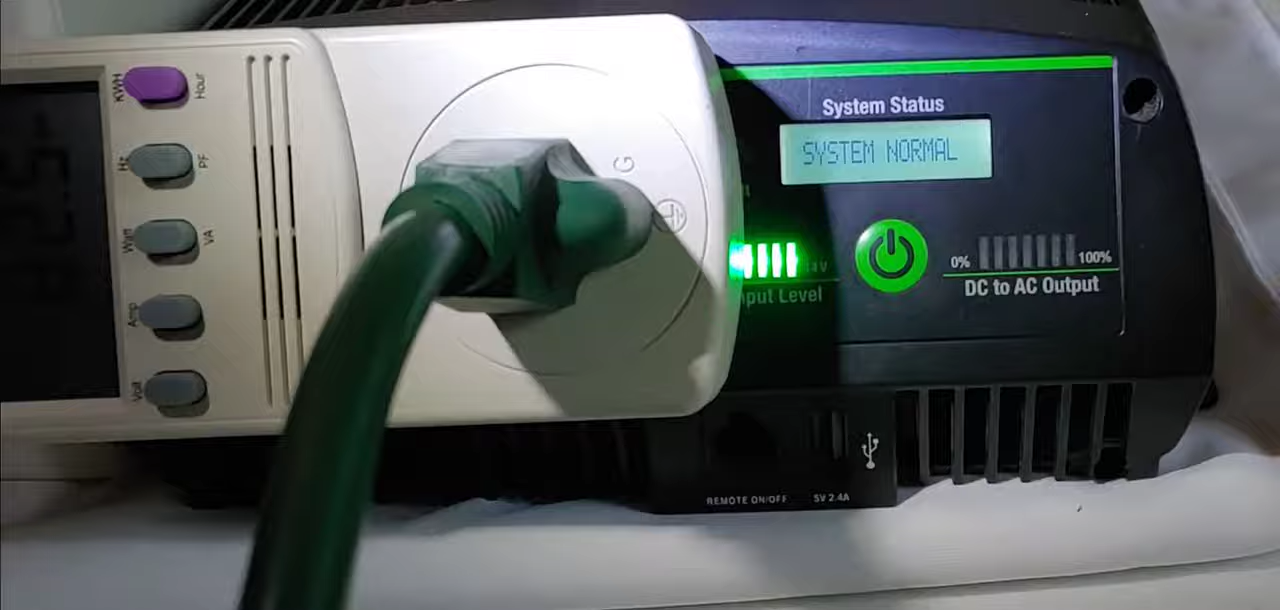 KWH
Hour
Hz
PF
Watt
VA
Amp
Volt
G
System Status
SYSTEM NORMAL
0%
100%
DC to AC Output
Level
REMOTE ON/OFF
5V 2.4A